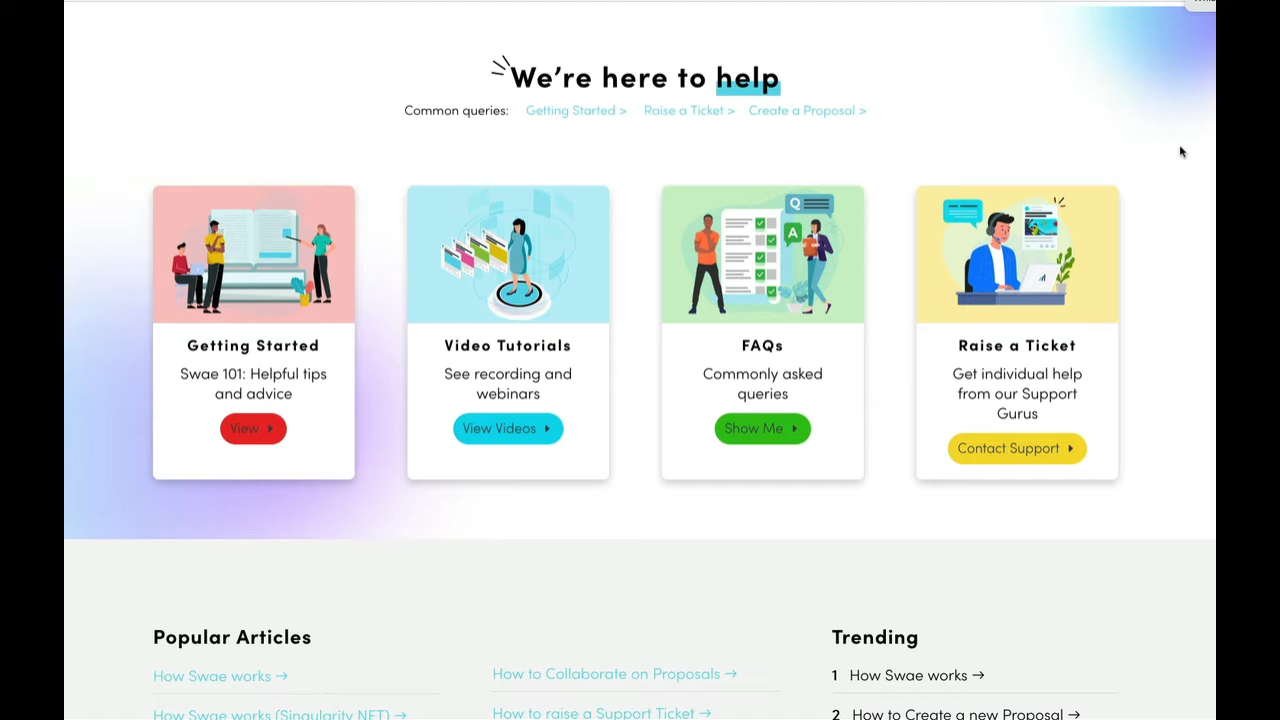 We're here to help
Common queries: Getting Started > Raise a Ticket > Create a Proposal >
Q
A
Getting Started
Swae 101: Helpful tips
and advice
View
Video Tutorials
See recording and
webinars
View Videos
FAQs
Commonly asked
queries
Show Me
Raise a Ticket
Get individual help
from our Support
Gurus
Contact Support
Popular Articles
How Swae works →
How Swae works (Singularity NET) →
How to Collaborate on Proposals →
How to raise a Support Ticket →
Trending
1 How Swae works →
2 How to Create a new Proposal →